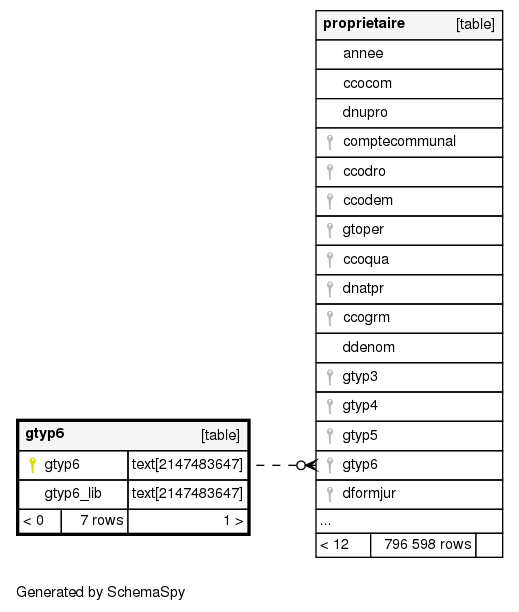 proprietaire [table]
annee
ccocom
dnupro
comptecommunal
ccodro
ccodem
gtoper
ccoqua
dnatpr
ccogrm
ddenom
gtyp3
gtyp4
gtyp5
gtyp6
dformjur
...
< 12 796 598 rows
gtyp6 [table]
gtyp6 text[2147483647]
gtyp6_lib text[2147483647]
< 0 7 rows 1 >
Generated by SchemaSpy